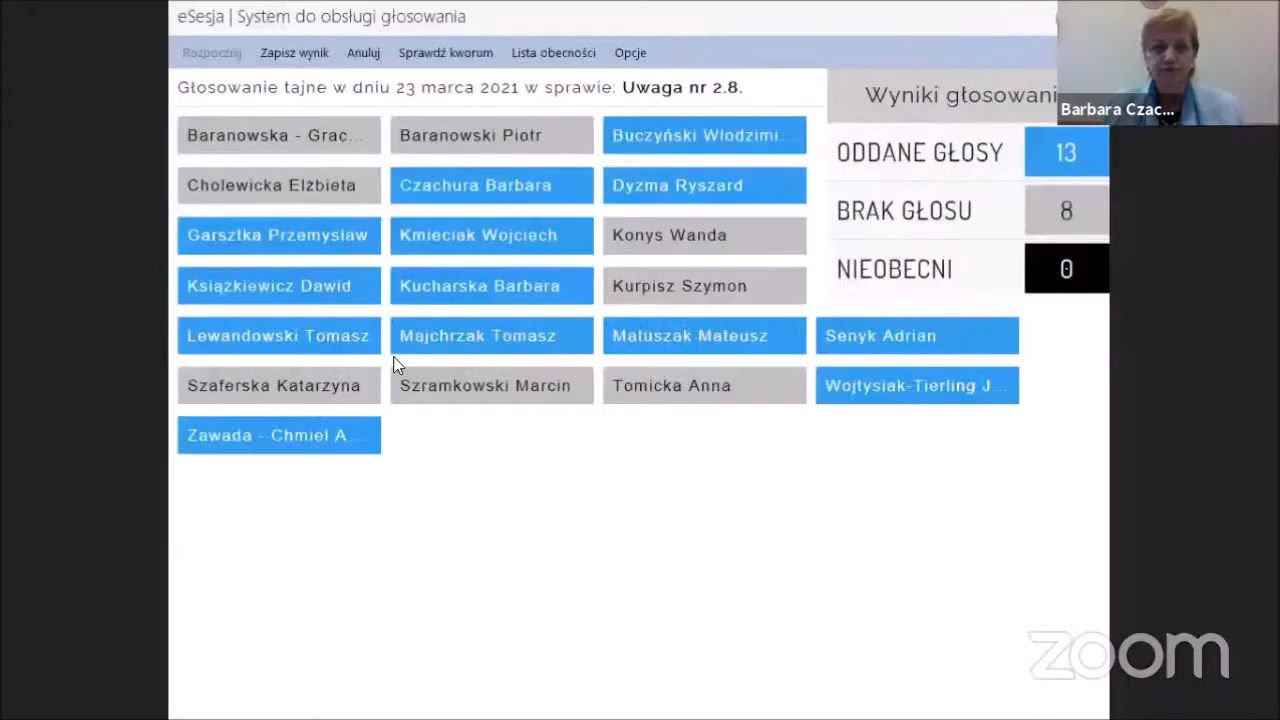 eSesja | System do obsługi głosowania
Rozpocznij Zapisz wynik Anuluj Sprawdź kworum Lista obecności Opcje
Głosowanie tajne w dniu 23 marca 2021 w sprawie: Uwaga nr 2.8.
Wyniki głosowani
Barbara Czac...
Baranowska - Grac... Baranowski Piotr Buczyński Włodzimi...
ODDANE GŁOSY 13
Cholewicka Elżbieta Czachura Barbara Dyzma Ryszard
BRAK GŁOSU 8
Garsztka Przemysław Kmieciak Wojciech Konys Wanda
NIEOBECNI 0
Książkiewicz Dawid Kucharska Barbara Kurpisz Szymon
Lewandowski Tomasz Majchrzak Tomasz Matuszak Mateusz Senyk Adrian
Szaferska Katarzyna Szramkowski Marcin Tomicka Anna Wojtysiak-Tierling J...
Zawada - Chmiel A...
zoom